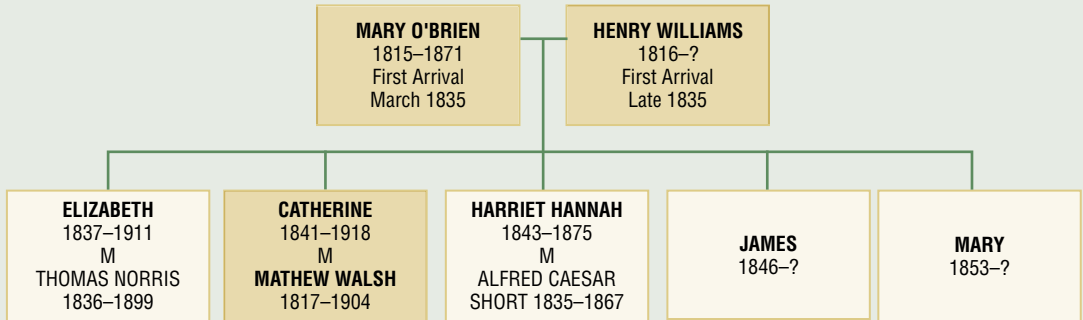 MARY O'BRIEN
1815–1871
First Arrival
March 1835
HENRY WILLIAMS
1816–?
First Arrival
Late 1835
ELIZABETH
1837–1911
M
THOMAS NORRIS
1836–1899
CATHERINE
1841–1918
M
MATHEW WALSH
1817–1904
HARRIET HANNAH
1843–1875
M
ALFRED CAESAR
SHORT 1835–1867
JAMES
1846–?
MARY
1853–?